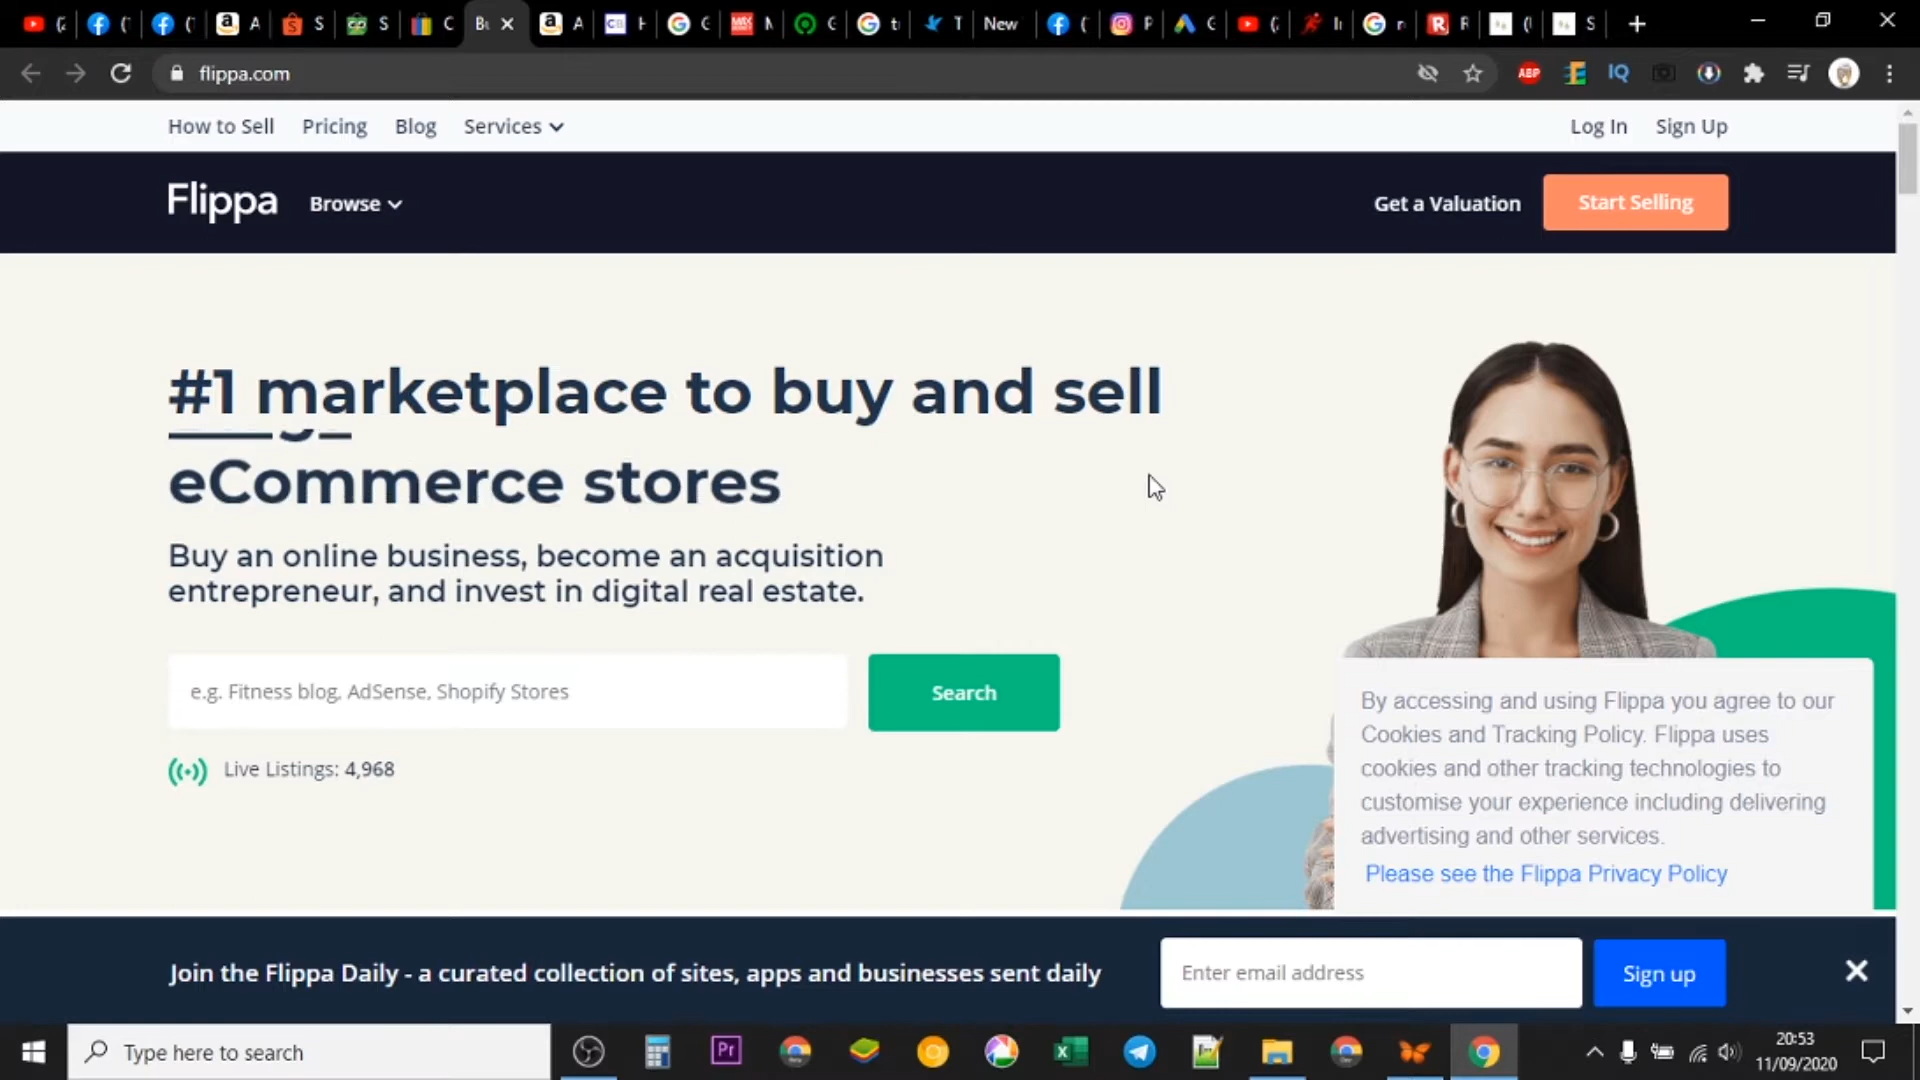 flippa.com
ABP
IQ
How to Sell
Pricing
Blog
Services
Log In
Sign Up
Flippa
Browse
Get a Valuation
Start Selling
#1 marketplace to buy and sell
eCommerce stores
Buy an online business, become an acquisition
entrepreneur, and invest in digital real estate.
e.g. Fitness blog, AdSense, Shopify Stores
Search
Live Listings: 4,968
By accessing and using Flippa you agree to our
Cookies and Tracking Policy. Flippa uses
cookies and other tracking technologies to
customise your experience including delivering
advertising and other services.
Please see the Flippa Privacy Policy
Join the Flippa Daily - a curated collection of sites, apps and businesses sent daily
Enter email address
Sign up
Type here to search
Pr
20:53
11/09/2020